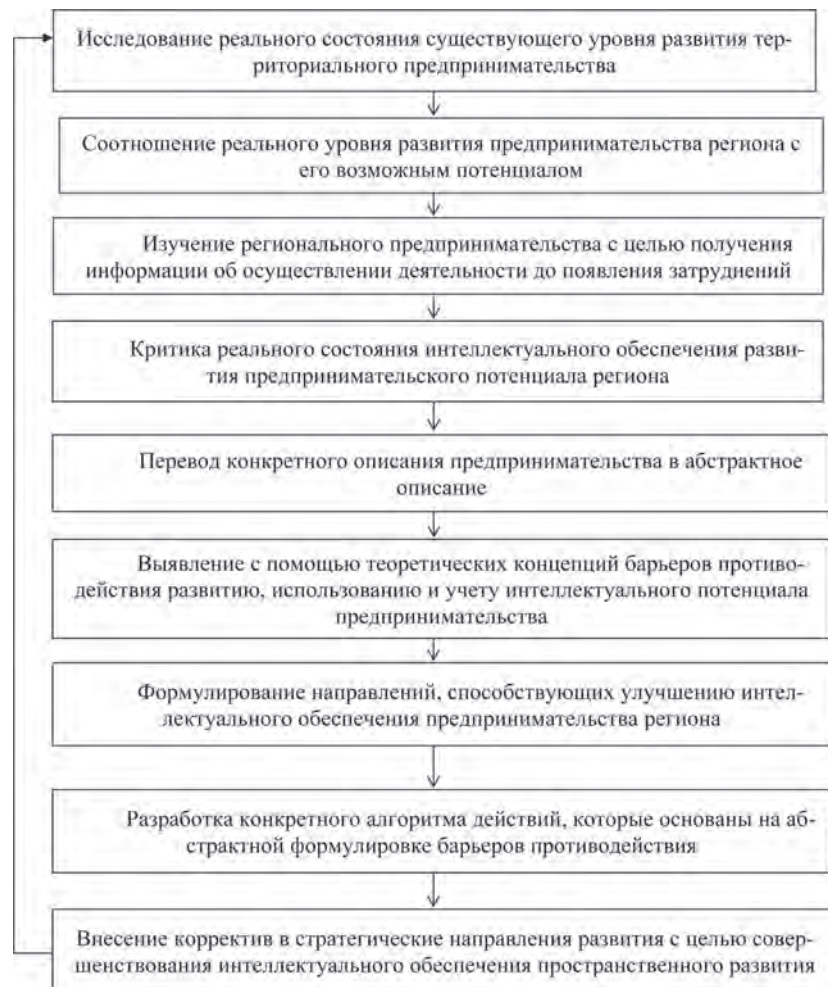 Исследование реального состояния существующего уровня развития тер-
риториального предпринимательства
Соотношение реального уровня развития предпринимательства региона с
его возможным потенциалом
Изучение регионального предпринимательства с целью получения
информации об осуществлении деятельности до появления затруднений
Критика реального состояния интеллектуального обеспечения разви-
тия предпринимательского потенциала региона
Перевод конкретного описания предпринимательства в абстрактное
описание
Выявление с помощью теоретических концепций барьеров противо-
действия развитию, использованию и учету интеллектуального потенциала
предпринимательства
Формулирование направлений, способствующих улучшению интел-
лектуального обеспечения предпринимательства региона
Разработка конкретного алгоритма действий, которые основаны на аб-
страктной формулировке барьеров противодействия
Внесение корректив в стратегические направления развития с целью совер-
шенствования интеллектуального обеспечения пространственного развития